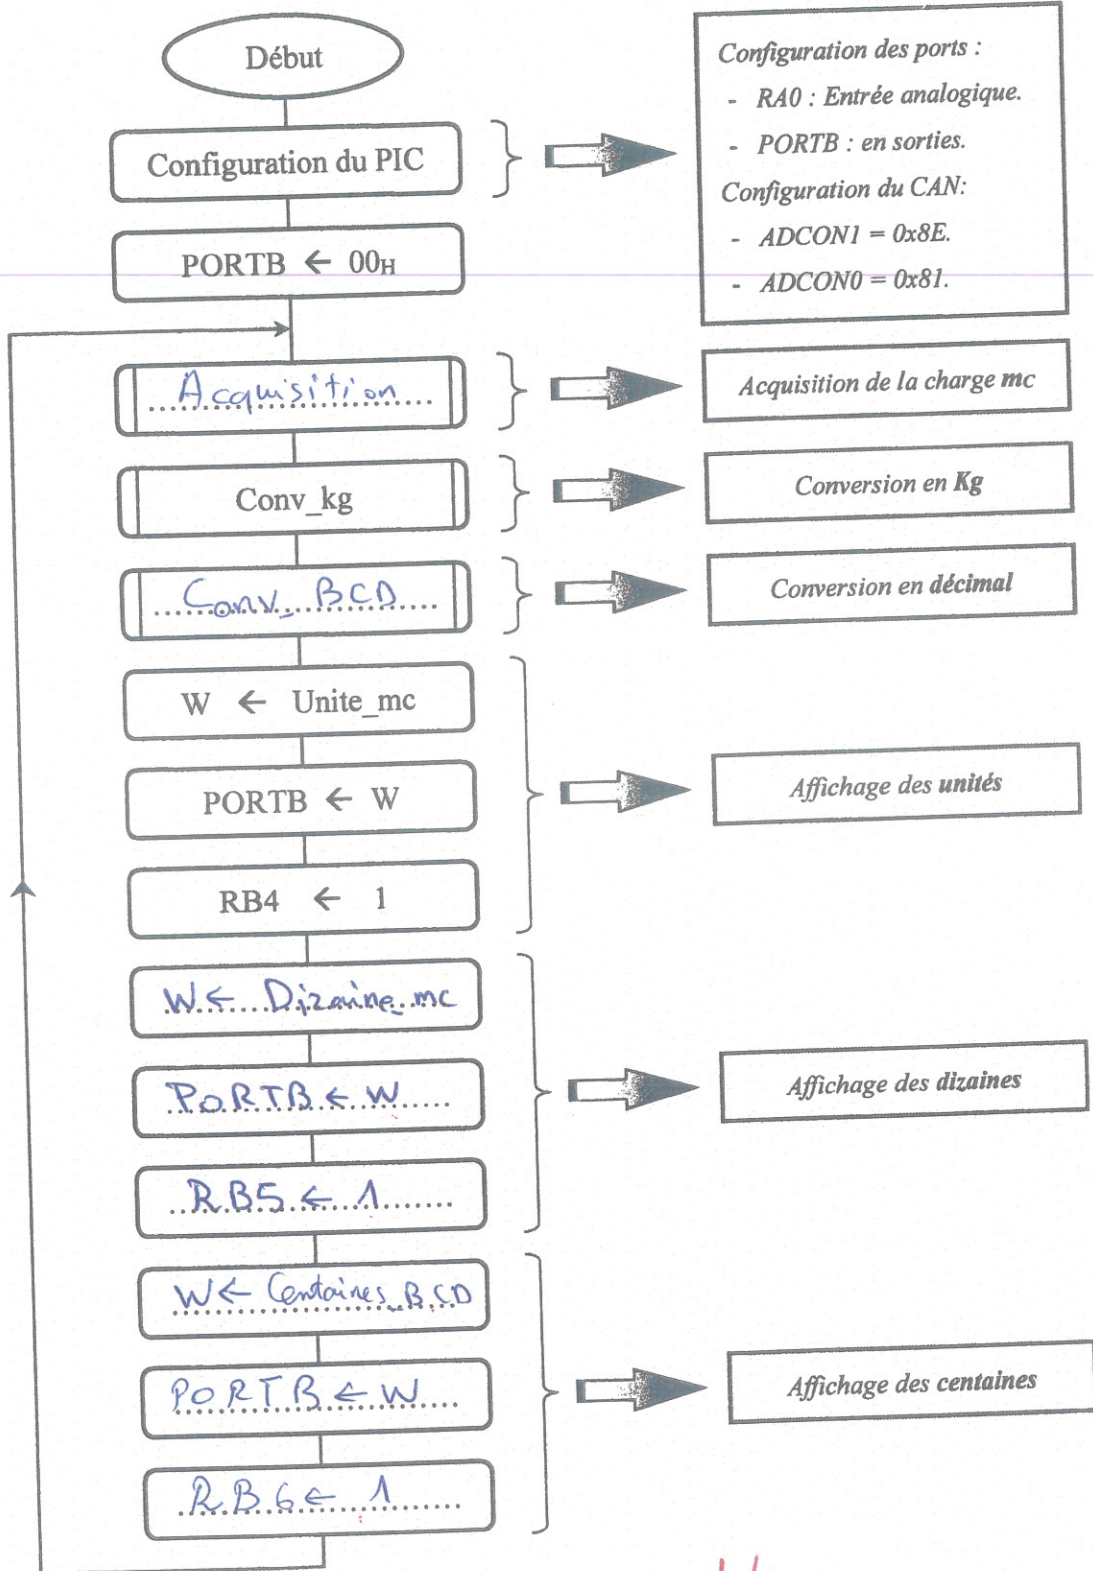 Début
Configuration du PIC
Configuration des ports :
- RA0 : Entrée analogique.
- PORTB : en sorties.
Configuration du CAN:
- ADCON1 = 0x8E.
- ADCON0 = 0x81.
PORTB ← 00H
Acquisition
Acquisition de la charge mc
Conv_kg
Conversion en Kg
Conv_BCD
Conversion en décimal
W ← Unite_mc
PORTB ← W
RB4 ← 1
Affichage des unités
W ← Dizaine_mc
PORTB ← W
RB5 ← 1
Affichage des dizaines
W ← Centaines_BCD
PORTB ← W
RB6 ← 1
Affichage des centaines